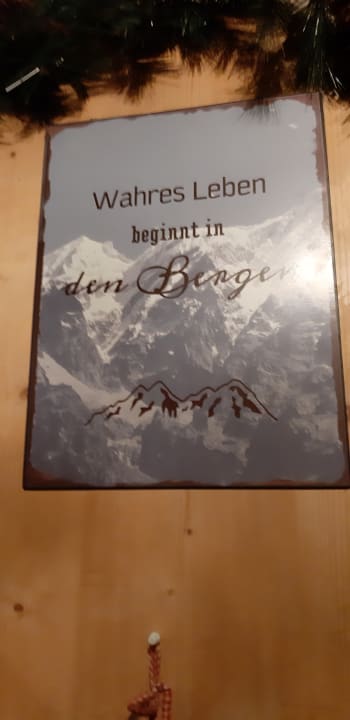 Wahres Leben
beginnt in
den Bergen